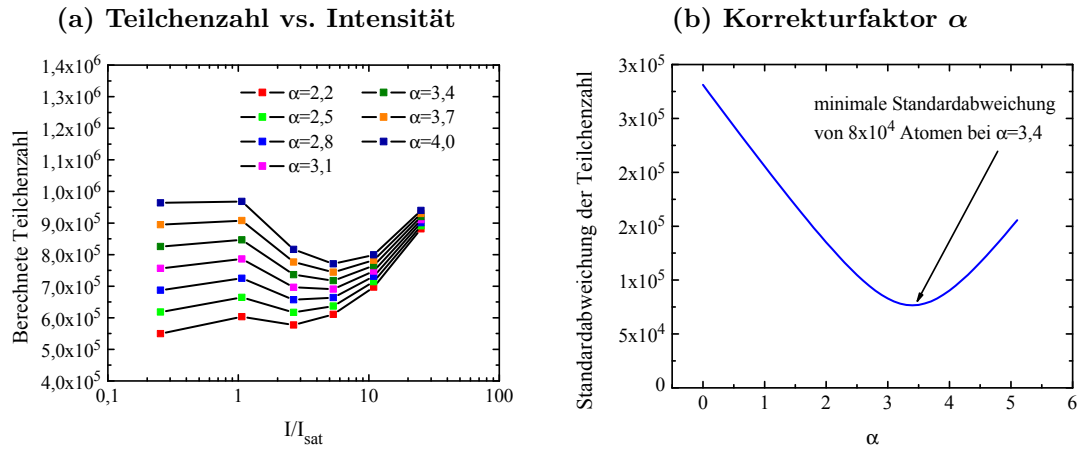 (a) Teilchenzahl vs. Intensität
1,4x10⁶
1,3x10⁶
1,2x10⁶
1,1x10⁶
1,0x10⁶
9,0x10⁵
8,0x10⁵
7,0x10⁵
6,0x10⁵
5,0x10⁵
4,0x10⁵
Berechnete Teilchenzahl
α=2,2
α=2,5
α=2,8
α=3,1
α=3,4
α=3,7
α=4,0
0,1
1
10
100
I/I_sat
(b) Korrekturfaktor α
3x10⁵
3x10⁵
2x10⁵
2x10⁵
1x10⁵
5x10⁴
0
Standardabweichung der Teilchenzahl
minimale Standardabweichung
von 8x10⁴ Atomen bei α=3,4
0
1
2
3
4
5
6
α